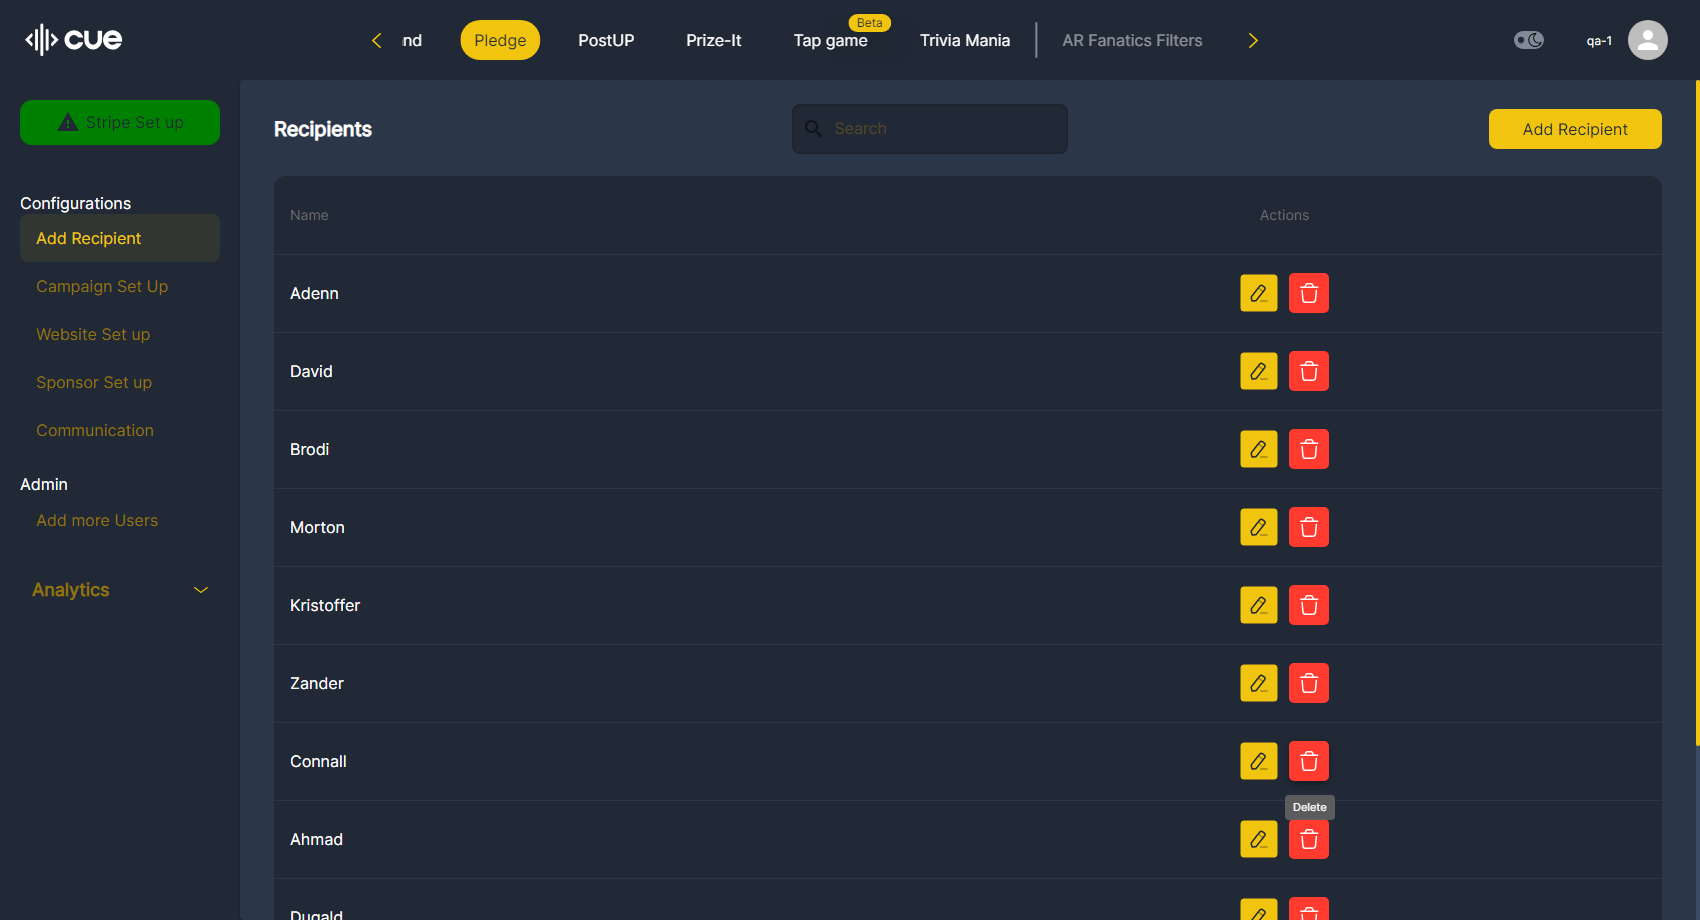 cue
nd
Pledge
PostUP
Prize-It
Beta
Tap game
Trivia Mania
AR Fanatics Filters
qa-1
Stripe Set up
Configurations
Add Recipient
Campaign Set Up
Website Set up
Sponsor Set up
Communication
Admin
Add more Users
Analytics
Recipients
Search
Add Recipient
Name
Actions
Adenn
David
Brodi
Morton
Kristoffer
Zander
Connall
Delete
Ahmad
Dugald